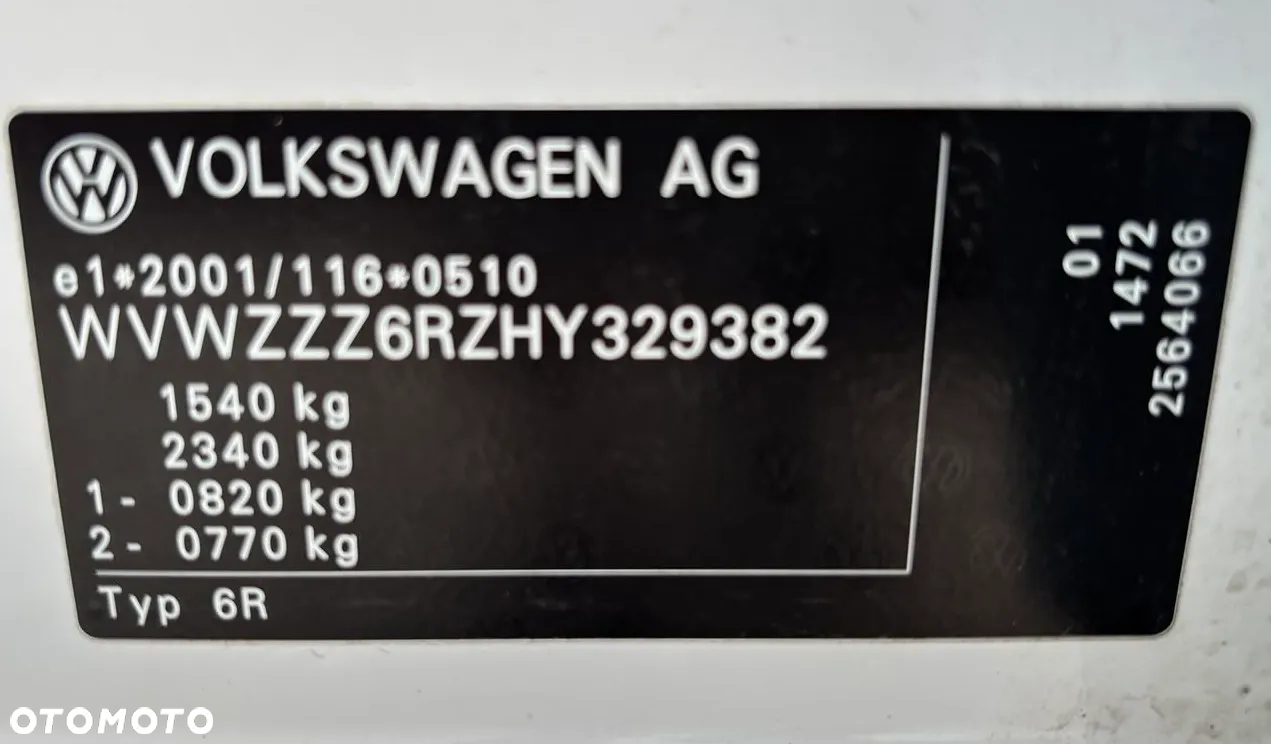 VOLKSWAGEN AG
e1*2001/116*0510
WVWZZZ6RZHY329382
1540 kg
2340 kg
1- 0820 kg
2- 0770 kg
Typ 6R
01
1472
2564066
OTOMOTO